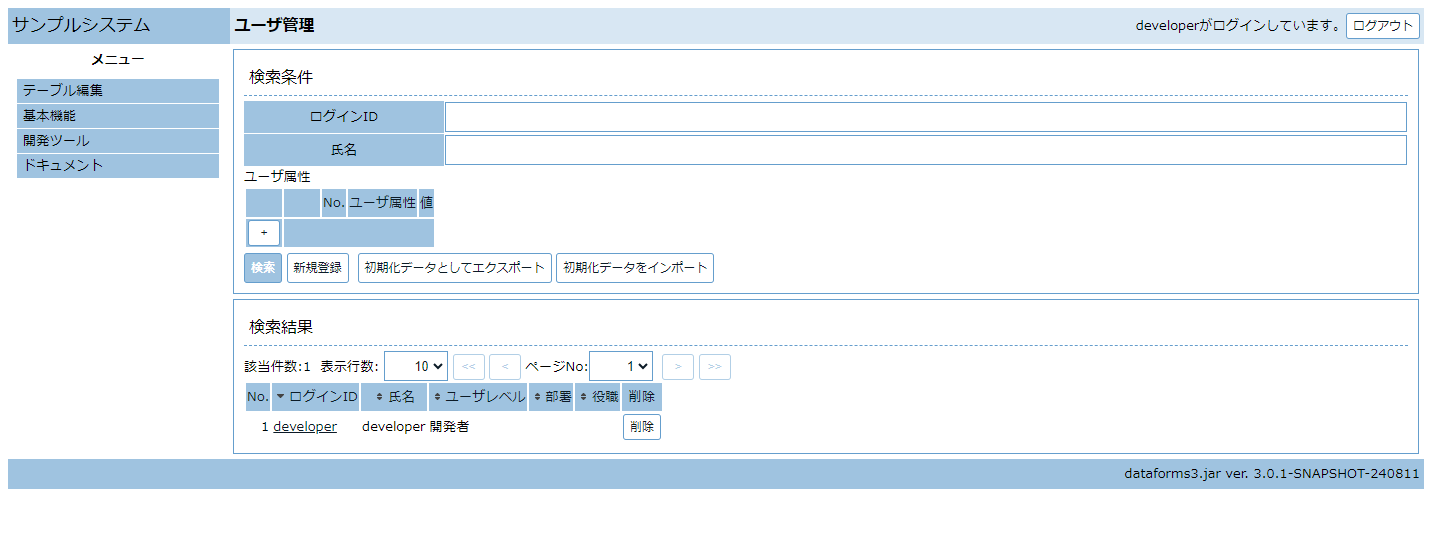 サンプルシステム ユーザ管理 developerがログインしています。 ログアウト
メニュー
テーブル編集
基本機能
開発ツール
ドキュメント
検索条件
ログインID
氏名
ユーザ属性
No. ユーザ属性 値
+
検索 新規登録 初期化データとしてエクスポート 初期化データをインポート
検索結果
該当件数:1 表示行数: 10 << < ページNo: 1 > >>
No. ログインID 氏名 ユーザレベル 部署 役職 削除
1 developer developer 開発者 削除
dataforms3.jar ver. 3.0.1-SNAPSHOT-240811